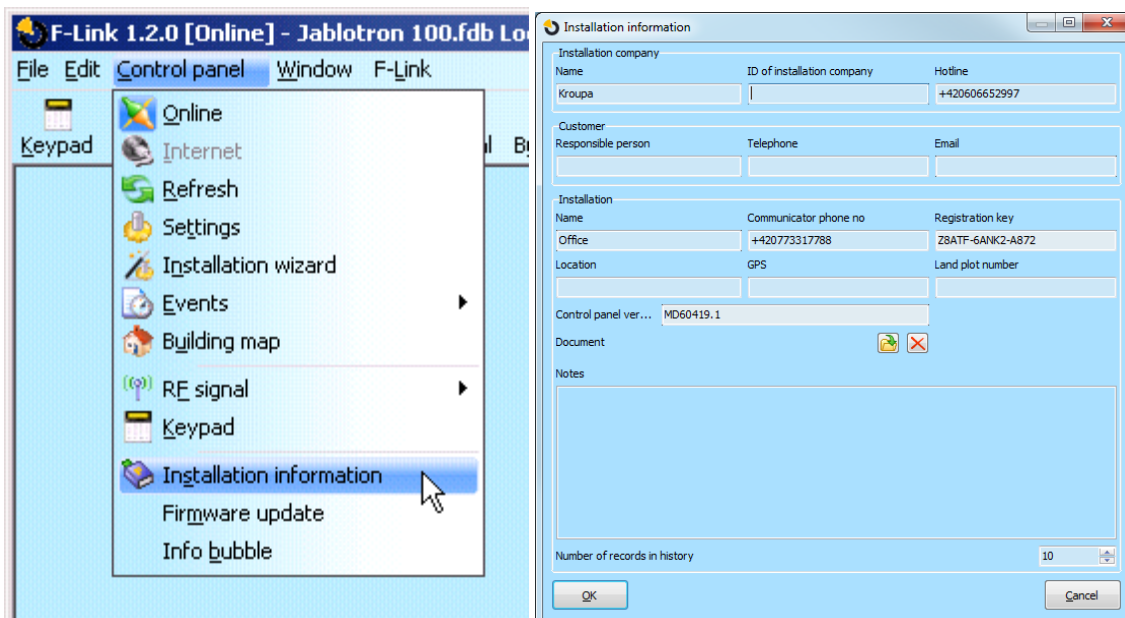 F-Link 1.2.0 [Online] - Jablotron 100.fdb Lo
File Edit Control panel Window F-Link
Keypad
Online
Internet
Refresh
Settings
Installation wizard
Events
Building map
RF signal
Keypad
Installation information
Firmware update
Info bubble
Installation information
Installation company
Name ID of installation company Hotline
Kroupa +420606652997
Customer
Responsible person Telephone Email
Installation
Name Communicator phone no Registration key
Office +420773317788 Z8ATF-6ANK2-A872
Location GPS Land plot number
Control panel ver... MD60419.1
Document
Notes
Number of records in history 10
OK Cancel